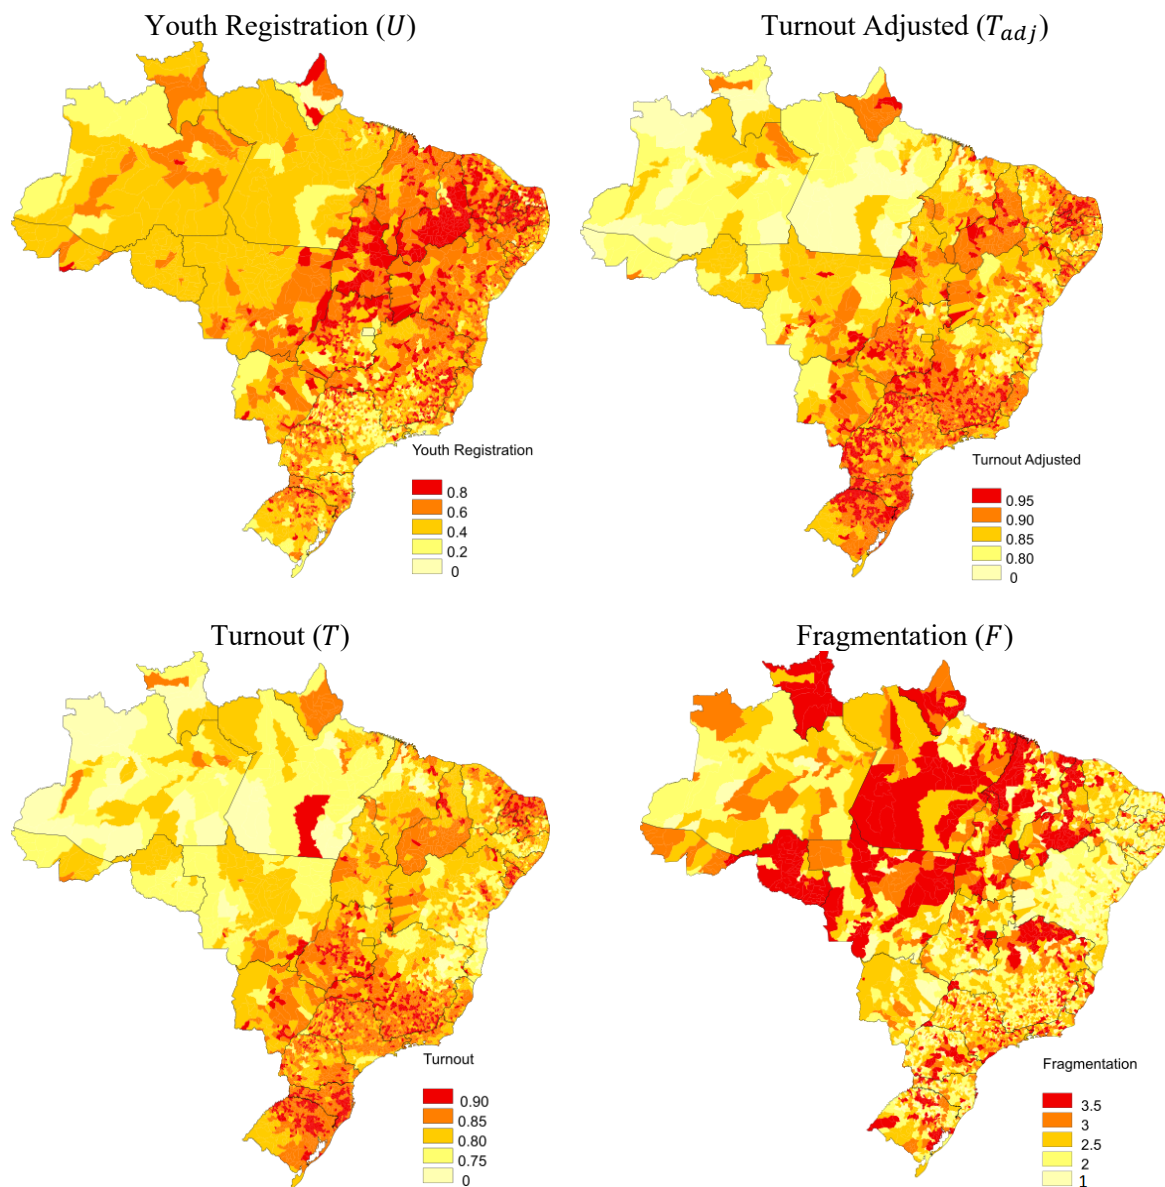 Youth Registration (U)
Turnout Adjusted (T_adj)
Youth Registration
0.8
0.6
0.4
0.2
0
Turnout Adjusted
0.95
0.90
0.85
0.80
0
Turnout (T)
Fragmentation (F)
Turnout
0.90
0.85
0.80
0.75
0
Fragmentation
3.5
3
2.5
2
1